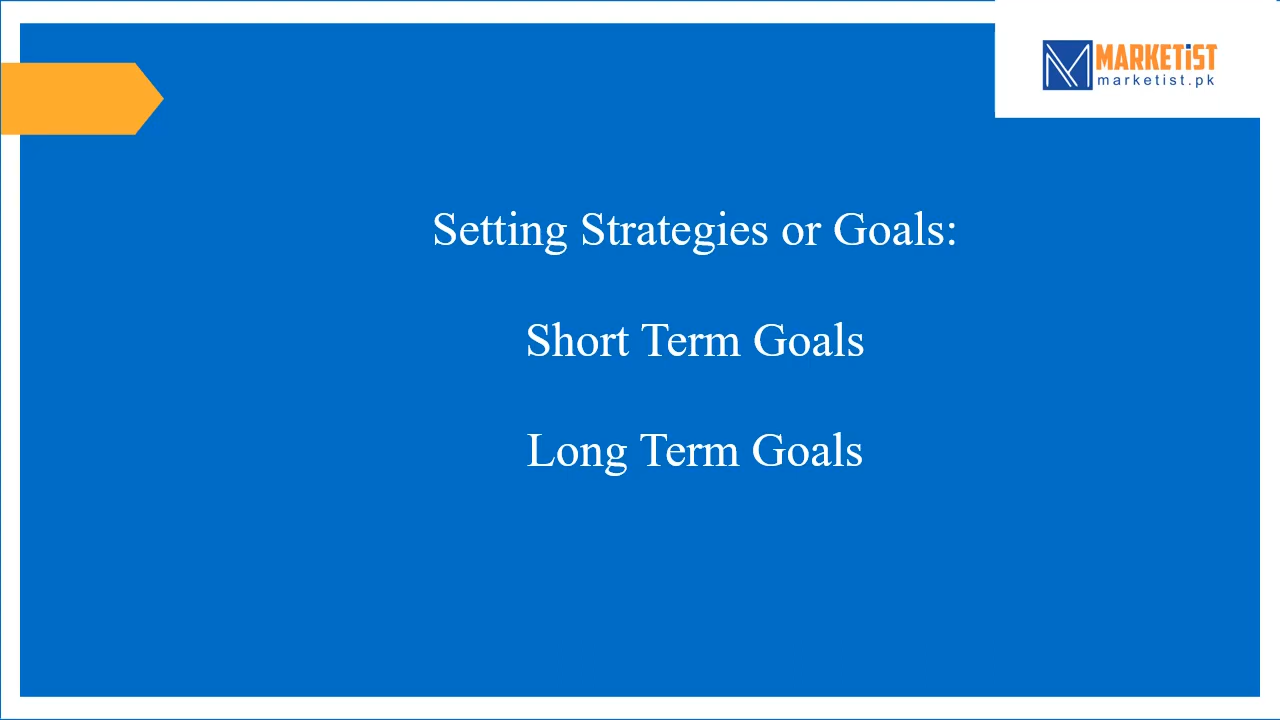 MARKETiST
marketist.pk
Setting Strategies or Goals:
Short Term Goals
Long Term Goals